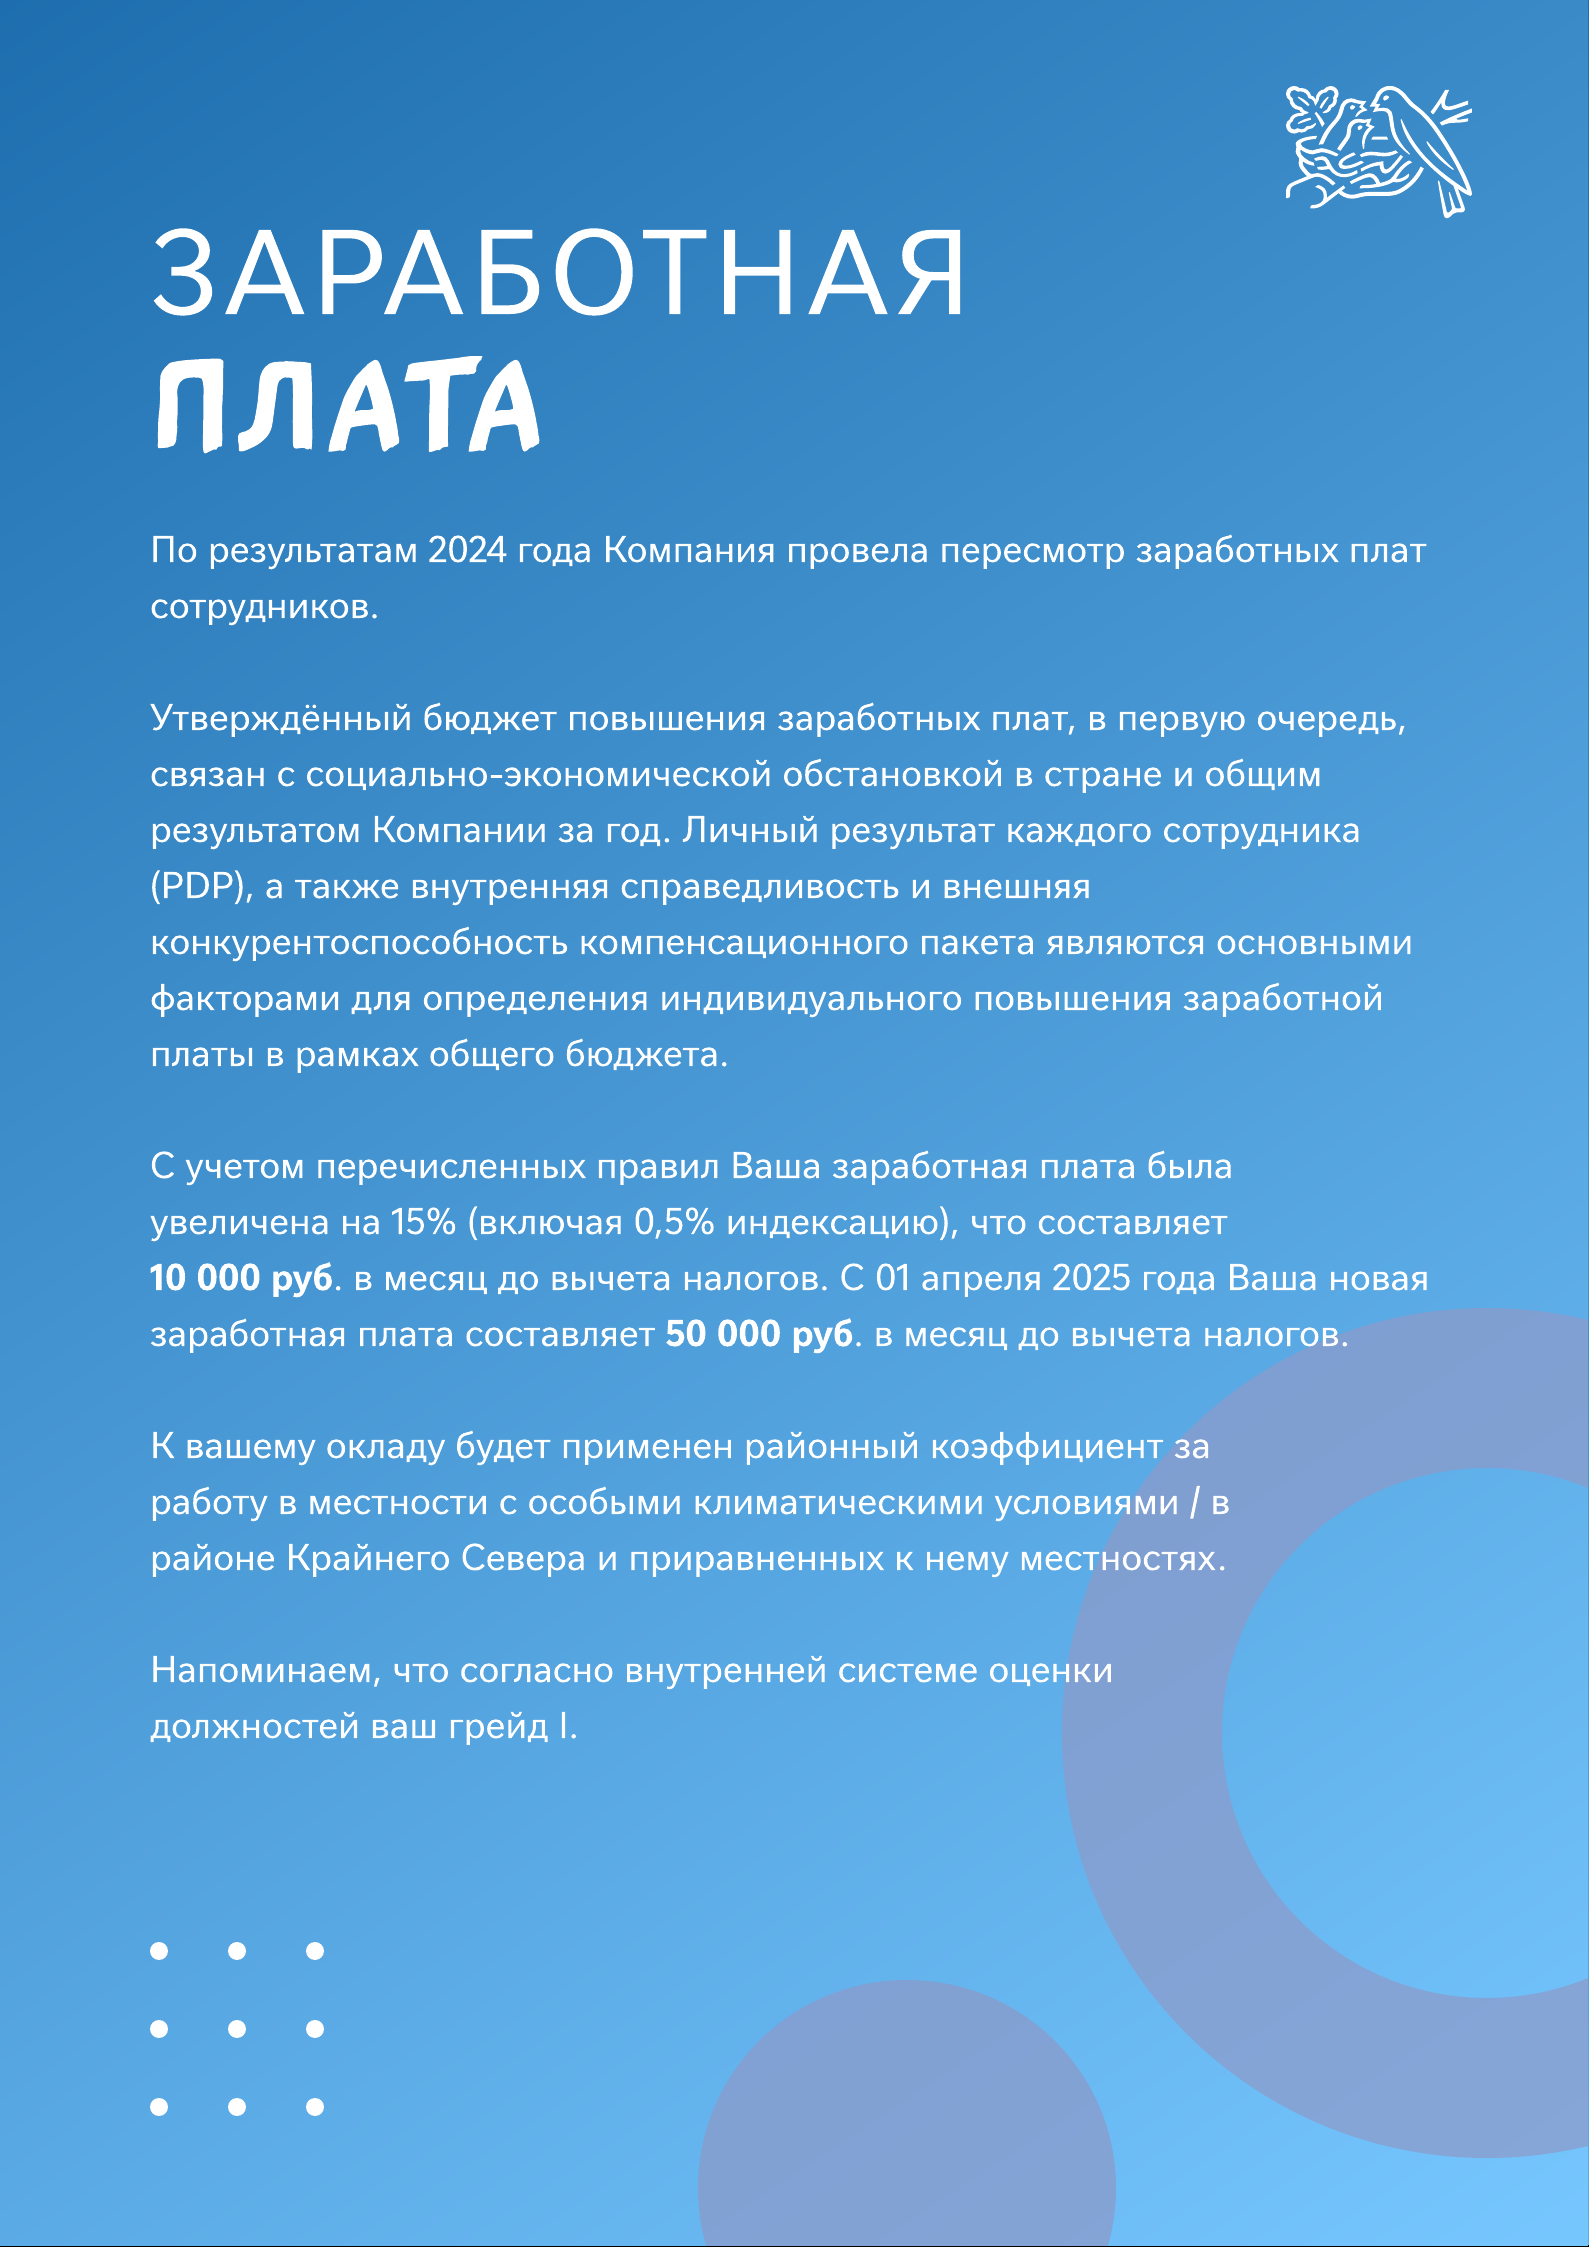 ЗАРАБОТНАЯ
ПЛАТА
По результатам 2024 года Компания провела пересмотр заработных плат
сотрудников.
Утверждённый бюджет повышения заработных плат, в первую очередь,
связан с социально-экономической обстановкой в стране и общим
результатом Компании за год. Личный результат каждого сотрудника
(PDP), а также внутренняя справедливость и внешняя
конкурентоспособность компенсационного пакета являются основными
факторами для определения индивидуального повышения заработной
платы в рамках общего бюджета.
С учетом перечисленных правил Ваша заработная плата была
увеличена на 15% (включая 0,5% индексацию), что составляет
10 000 руб. в месяц до вычета налогов. С 01 апреля 2025 года Ваша новая
заработная плата составляет 50 000 руб. в месяц до вычета налогов.
К вашему окладу будет применен районный коэффициент за
работу в местности с особыми климатическими условиями / в
районе Крайнего Севера и приравненных к нему местностях.
Напоминаем, что согласно внутренней системе оценки
должностей ваш грейд I.